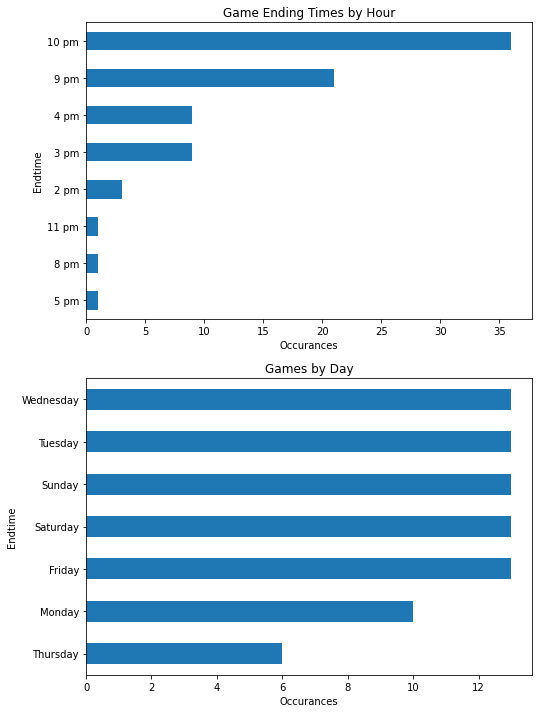 Game Ending Times by Hour
10 pm
9 pm
4 pm
3 pm
2 pm
11 pm
8 pm
5 pm
Endtime
0 5 10 15 20 25 30 35
Occurances
Games by Day
Wednesday
Tuesday
Sunday
Saturday
Friday
Monday
Thursday
Endtime
0 2 4 6 8 10 12
Occurances